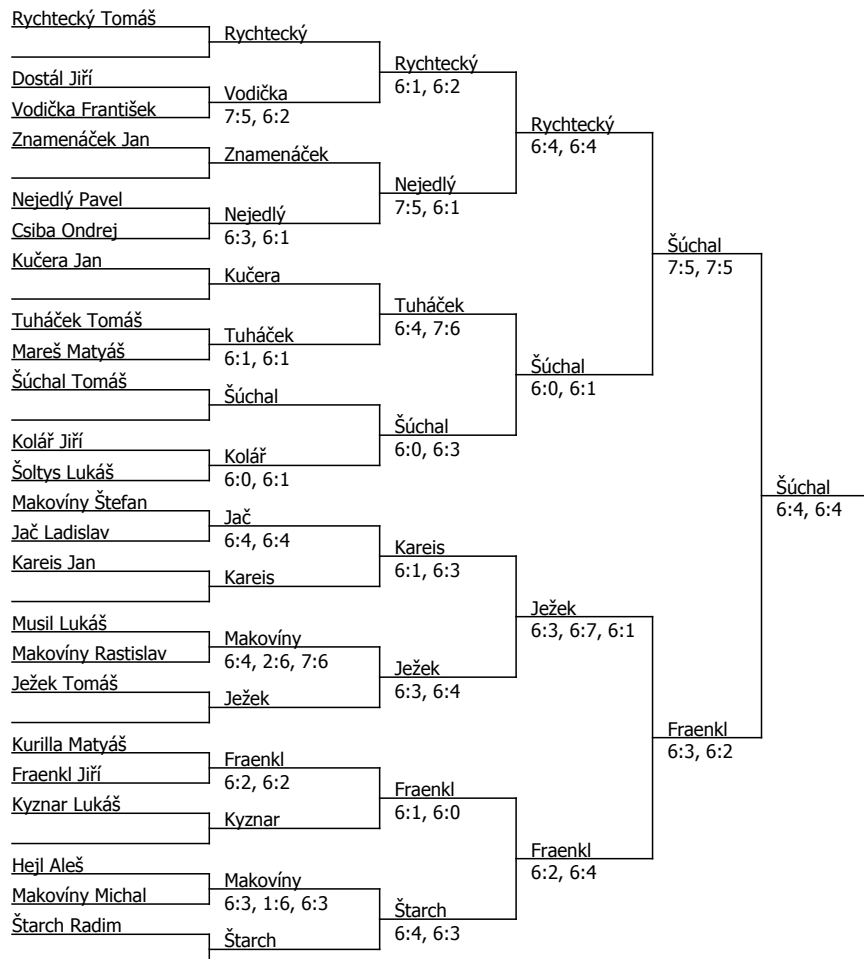 Rychtecký Tomáš
Rychtecký
Rychtecký
6:1, 6:2
Dostál Jiří
Vodička
7:5, 6:2
Vodička František
Rychtecký
6:4, 6:4
Znamenáček Jan
Znamenáček
Nejedlý
7:5, 6:1
Nejedlý Pavel
Nejedlý
6:3, 6:1
Csiba Ondrej
Šúchal
7:5, 7:5
Kučera Jan
Kučera
Tuháček
6:4, 7:6
Tuháček Tomáš
Tuháček
6:1, 6:1
Mareš Matyáš
Šúchal
6:0, 6:1
Šúchal Tomáš
Šúchal
Šúchal
6:0, 6:3
Kolář Jiří
Kolář
6:0, 6:1
Šoltys Lukáš
Šúchal
6:4, 6:4
Makovíny Štefan
Jač
6:4, 6:4
Jač Ladislav
Kareis
6:1, 6:3
Kareis Jan
Kareis
Ježek
6:3, 6:7, 6:1
Musil Lukáš
Makovíny
6:4, 2:6, 7:6
Makovíny Rastislav
Ježek
6:3, 6:4
Ježek Tomáš
Ježek
Fraenkl
6:3, 6:2
Kurilla Matyáš
Fraenkl
6:2, 6:2
Fraenkl Jiří
Fraenkl
6:1, 6:0
Kyznar Lukáš
Kyznar
Fraenkl
6:2, 6:4
Hejl Aleš
Makovíny
6:3, 1:6, 6:3
Makovíny Michal
Štarch
6:4, 6:3
Štarch Radim
Štarch